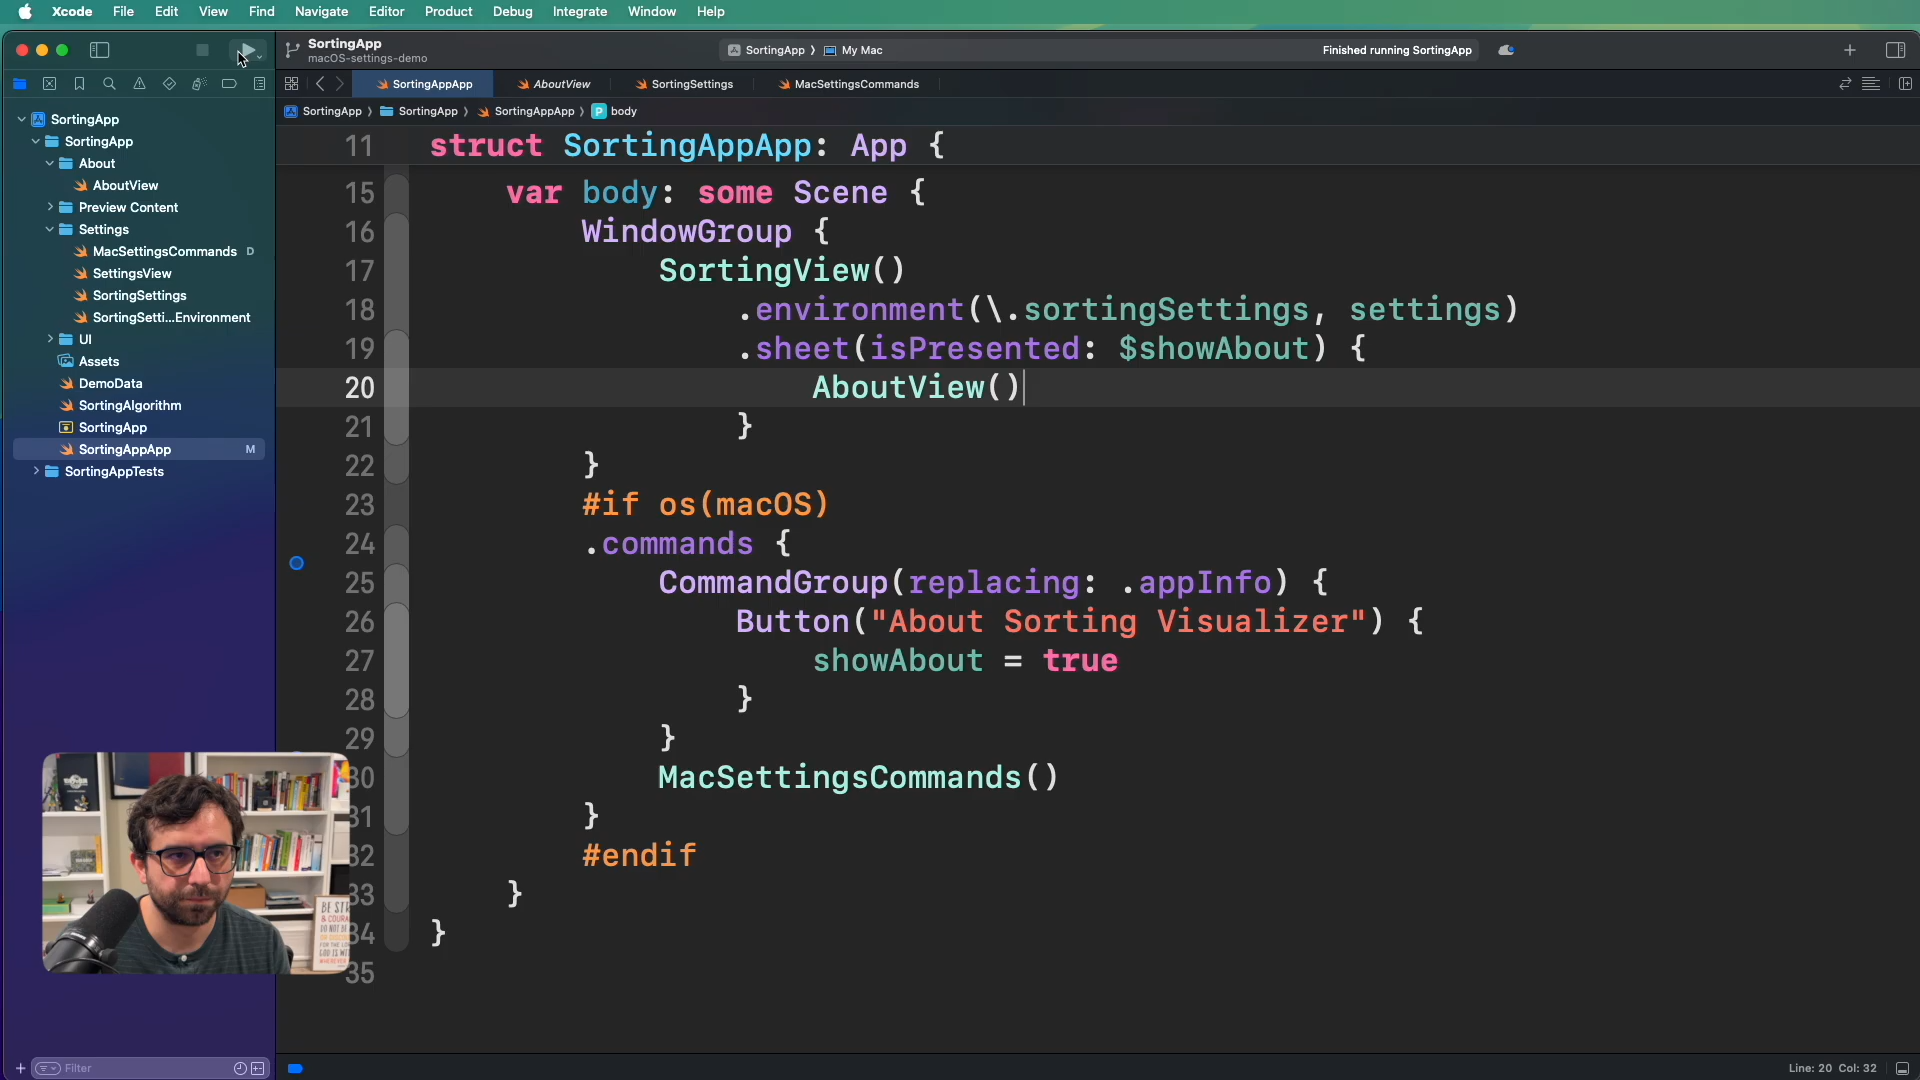 Xcode File Edit View Find Navigate Editor Product Debug Integrate Window Help
SortingApp
macOS-settings-demo
SortingApp ⟩ My Mac
Finished running SortingApp
SortingAppApp AboutView SortingSettings MacSettingsCommands
SortingApp ⟩ SortingApp ⟩ SortingAppApp ⟩ P body
SortingApp
SortingApp
About
AboutView
Preview Content
Settings
MacSettingsCommands D
SettingsView
SortingSettings
SortingSetti...Environment
UI
Assets
DemoData
SortingAlgorithm
SortingApp
SortingAppApp M
SortingAppTests
Filter
11 struct SortingAppApp: App {
15 var body: some Scene {
16 WindowGroup {
17 SortingView()
18 .environment(\.sortingSettings, settings)
19 .sheet(isPresented: $showAbout) {
20 AboutView()
21 }
22 }
23 #if os(macOS)
24 .commands {
25 CommandGroup(replacing: .appInfo) {
26 Button("About Sorting Visualizer") {
27 showAbout = true
28 }
29 }
30 MacSettingsCommands()
31 }
32 #endif
33 }
34 }
35
Line: 20 Col: 32